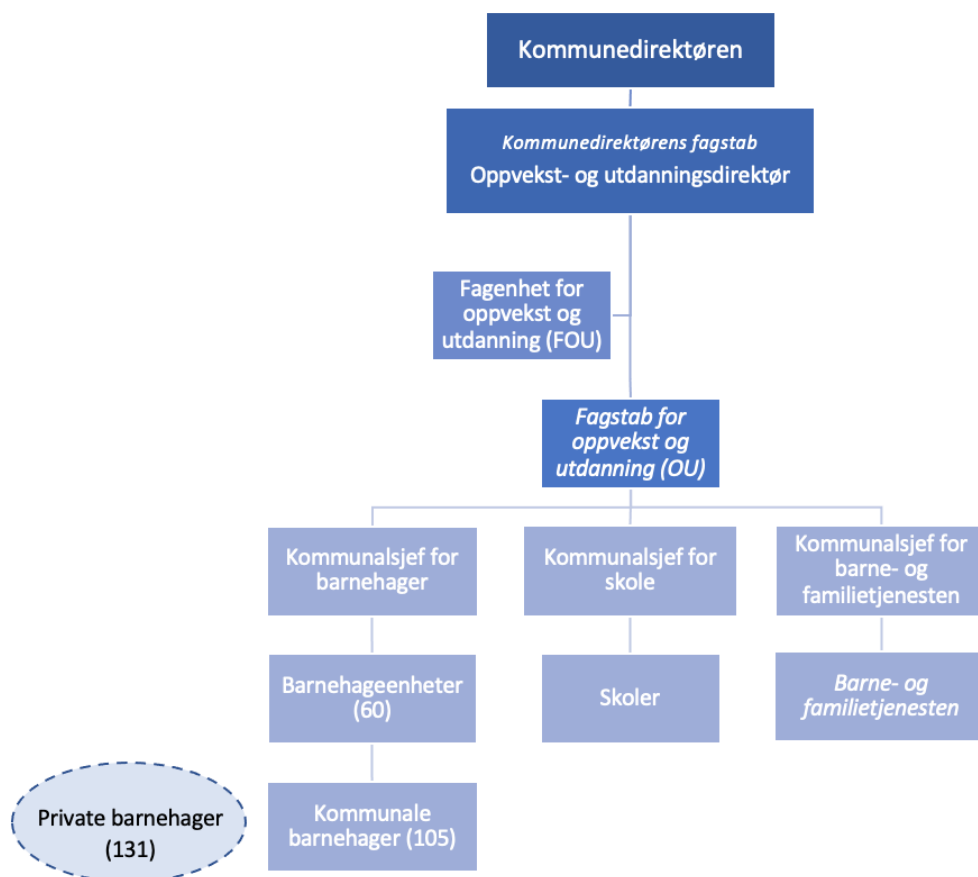 Kommunedirektøren
Kommunedirektørens fagstab
Oppvekst- og utdanningsdirektør
Fagenhet for
oppvekst og
utdanning (FOU)
Fagstab for
oppvekst og
utdanning (OU)
Kommunalsjef for
barnehager
Kommunalsjef for
skole
Kommunalsjef for
barne- og
familietjenesten
Barnehageenheter
(60)
Skoler
Barne- og
familietjenesten
Private barnehager
(131)
Kommunale
barnehager (105)